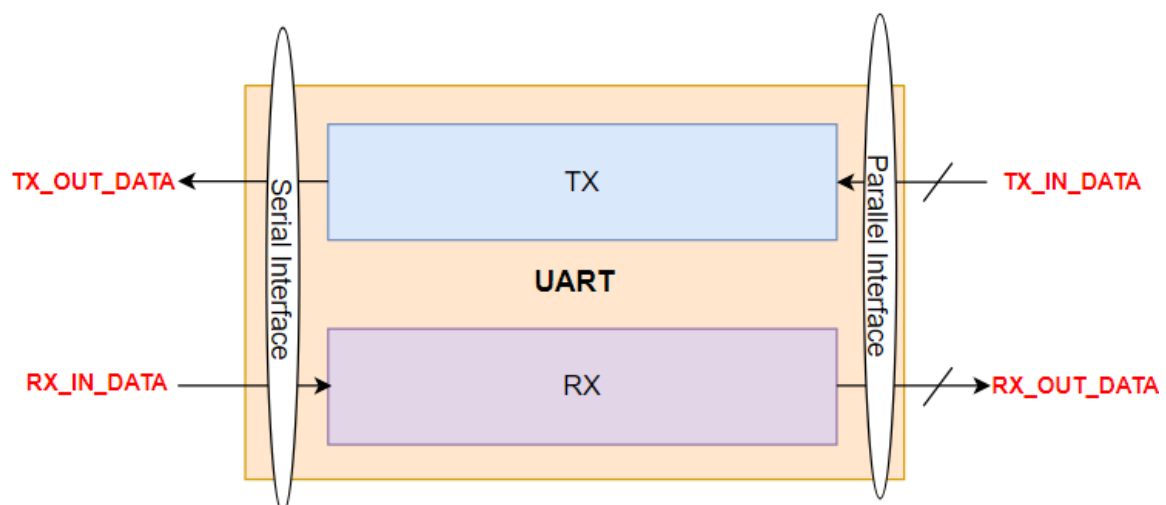 TX_OUT_DATA
Serial Interface
TX
Parallel Interface
TX_IN_DATA
UART
RX_IN_DATA
RX
RX_OUT_DATA